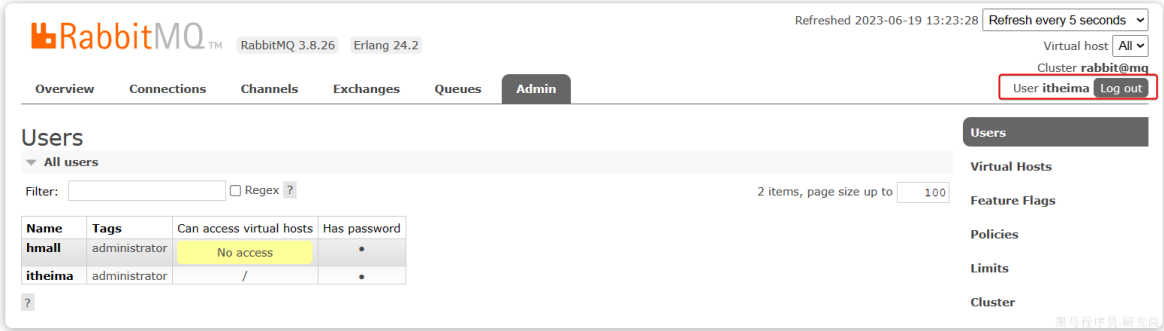 Refreshed 2023-06-19 13:23:28 Refresh every 5 seconds
RabbitMQ TM RabbitMQ 3.8.26 Erlang 24.2
Virtual host All
Cluster rabbit@mq
User itheima Log out
Overview Connections Channels Exchanges Queues Admin
Users
All users
Filter: Regex ? 2 items, page size up to 100
Name Tags Can access virtual hosts Has password
hmall administrator No access •
itheima administrator / •
?
Users
Virtual Hosts
Feature Flags
Policies
Limits
Cluster
黑马程序员-研究院